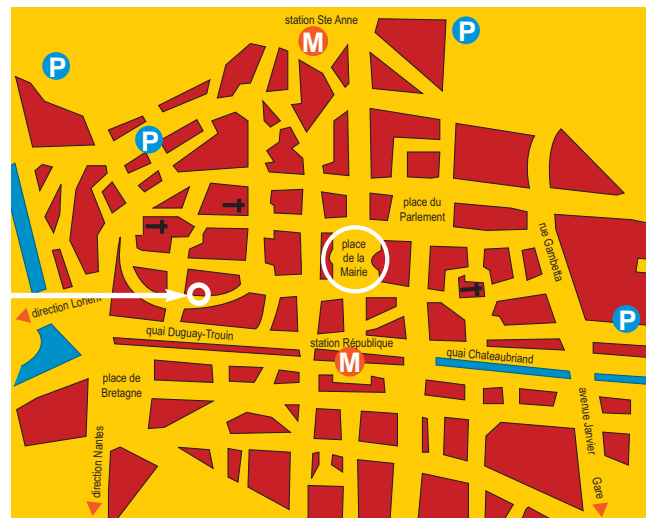 station Ste Anne
M
P
P
P
place du
Parlement
rue Gambetta
place
de la
Mairie
direction Lorient
P
quai Duguay-Trouin
station République
M
quai Chateaubriand
place de
Bretagne
avenue Janvier
direction Nantes
Gare